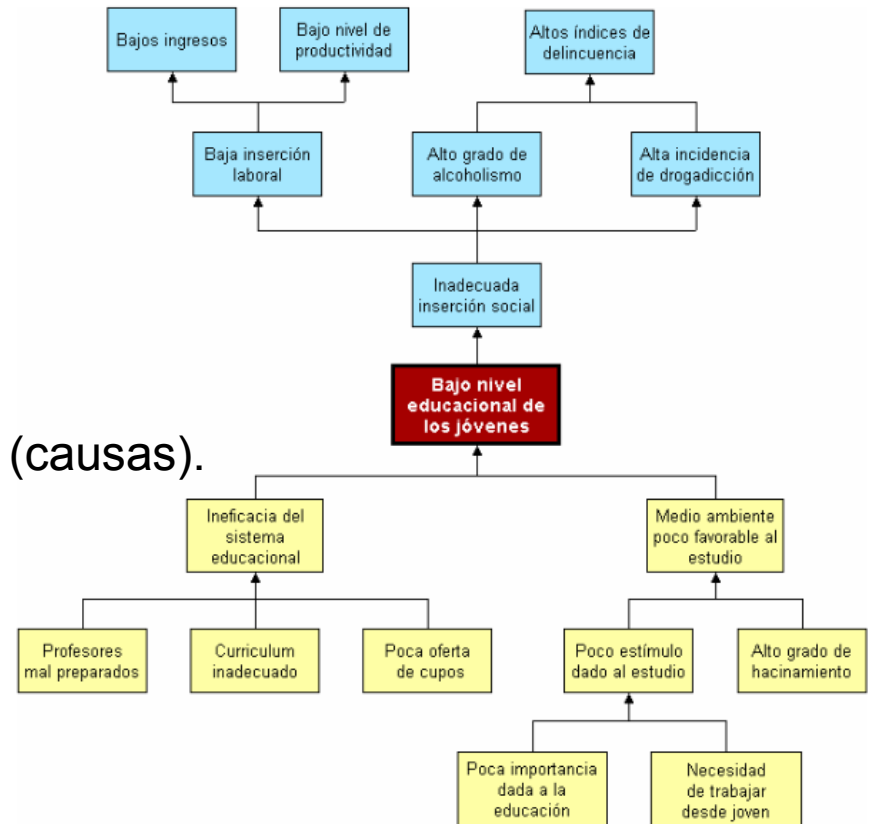 Bajos ingresos
Bajo nivel de
productividad
Altos índices de
delincuencia
Baja inserción
laboral
Alto grado de
alcoholismo
Alta incidencia
de drogadicción
Inadecuada
inserción social
Bajo nivel
educacional de
los jóvenes
(causas).
Ineficacia del
sistema
educacional
Medio ambiente
poco favorable al
estudio
Profesores
mal preparados
Curriculum
inadecuado
Poca oferta
de cupos
Poco estímulo
dado al estudio
Alto grado de
hacinamiento
Poca importancia
dada a la
educación
Necesidad
de trabajar
desde joven